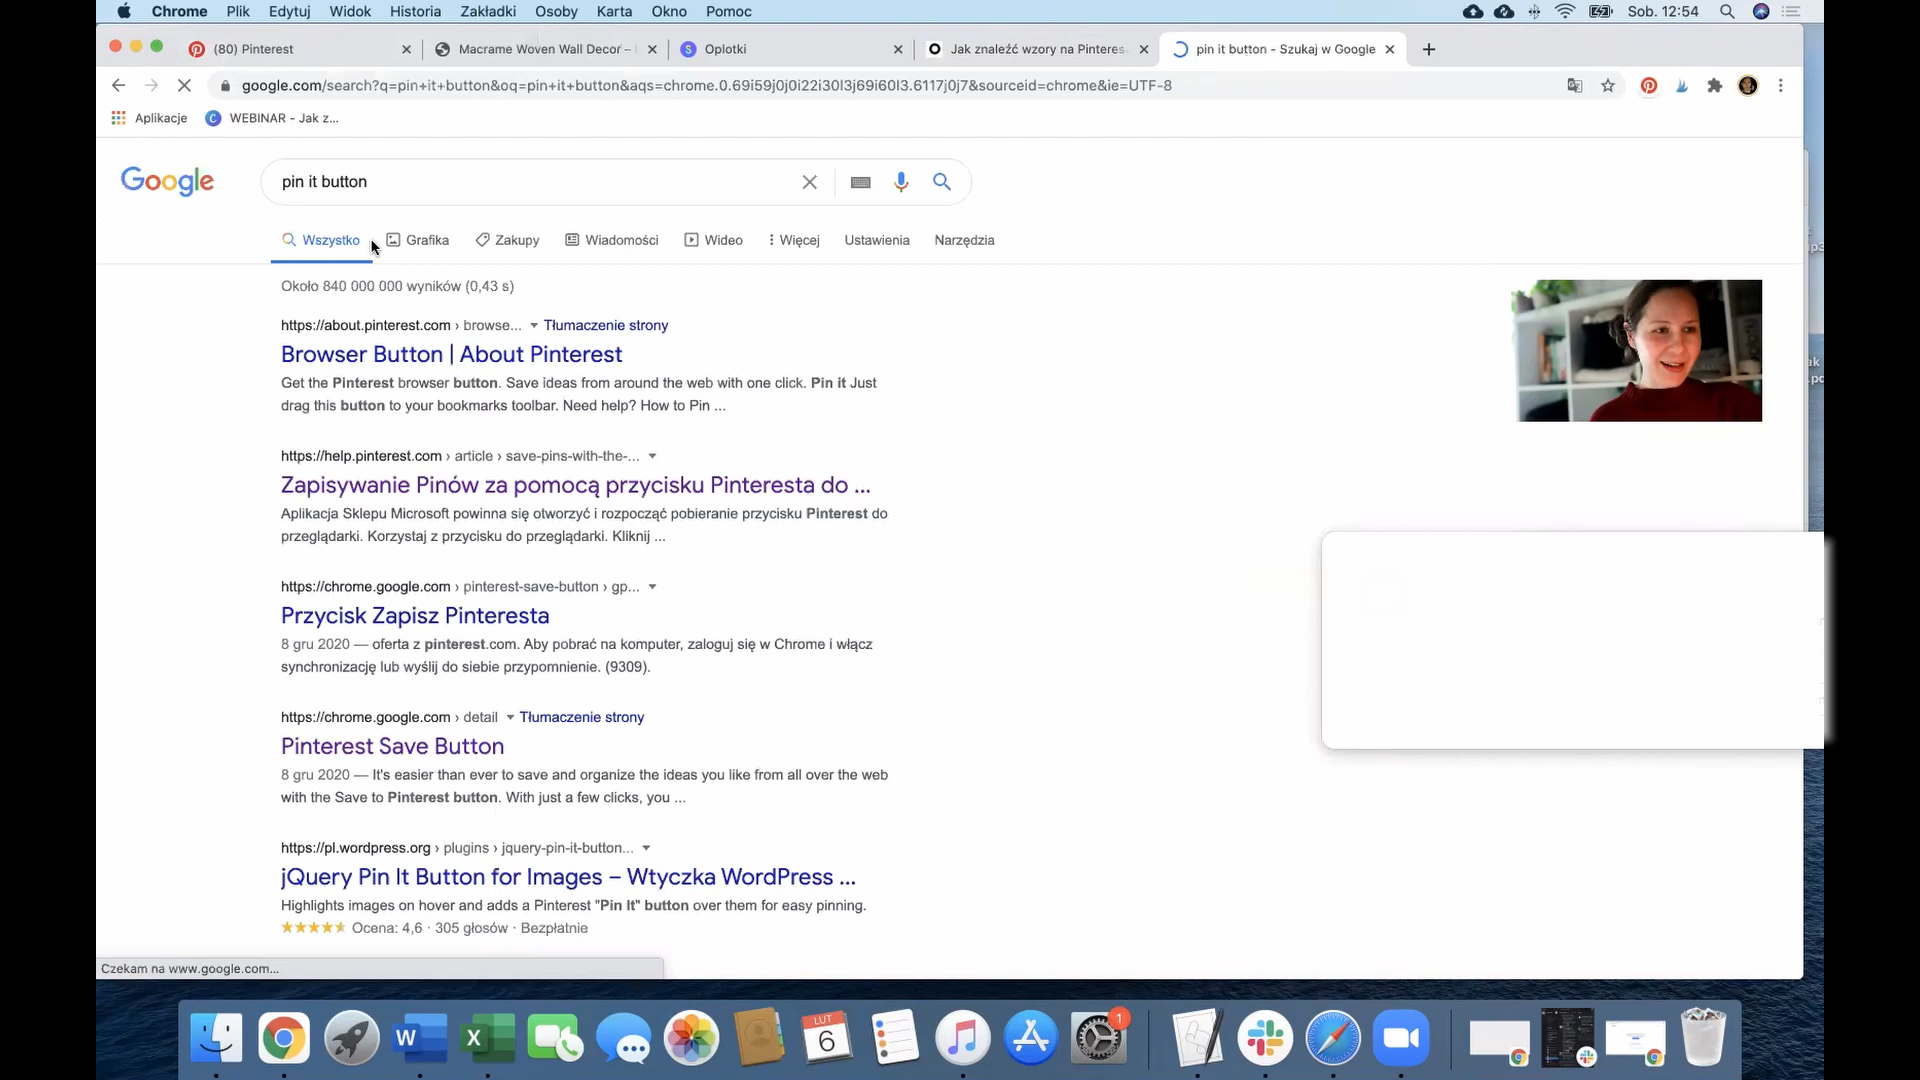 Chrome Plik Edytuj Widok Historia Zakładki Osoby Karta Okno Pomoc Sob. 12:54
(80) Pinterest Macrame Woven Wall Decor – Oplotki Jak znaleźć wzory na Pinteres pin it button - Szukaj w Google
google.com/search?q=pin+it+button&oq=pin+it+button&aqs=chrome.0.69i59j0j0i22i30l3j69i60l3.6117j0j7&sourceid=chrome&ie=UTF-8
Aplikacje WEBINAR - Jak z...
Google pin it button
Wszystko Grafika Zakupy Wiadomości Wideo Więcej Ustawienia Narzędzia
Około 840 000 000 wyników (0,43 s)
https://about.pinterest.com › browse... Tłumaczenie strony
Browser Button | About Pinterest
Get the Pinterest browser button. Save ideas from around the web with one click. Pin it Just
drag this button to your bookmarks toolbar. Need help? How to Pin ...
https://help.pinterest.com › article › save-pins-with-the-...
Zapisywanie Pinów za pomocą przycisku Pinteresta do ...
Aplikacja Sklepu Microsoft powinna się otworzyć i rozpocząć pobieranie przycisku Pinterest do
przeglądarki. Korzystaj z przycisku do przeglądarki. Kliknij ...
https://chrome.google.com › pinterest-save-button › gp...
Przycisk Zapisz Pinteresta
8 gru 2020 — oferta z pinterest.com. Aby pobrać na komputer, zaloguj się w Chrome i włącz
synchronizację lub wyślij do siebie przypomnienie. (9309).
https://chrome.google.com › detail Tłumaczenie strony
Pinterest Save Button
8 gru 2020 — It's easier than ever to save and organize the ideas you like from all over the web
with the Save to Pinterest button. With just a few clicks, you ...
https://pl.wordpress.org › plugins › jquery-pin-it-button...
jQuery Pin It Button for Images – Wtyczka WordPress ...
Highlights images on hover and adds a Pinterest "Pin It" button over them for easy pinning.
Ocena: 4,6 · 305 głosów · Bezpłatnie
Czekam na www.google.com...
LUT
6
1